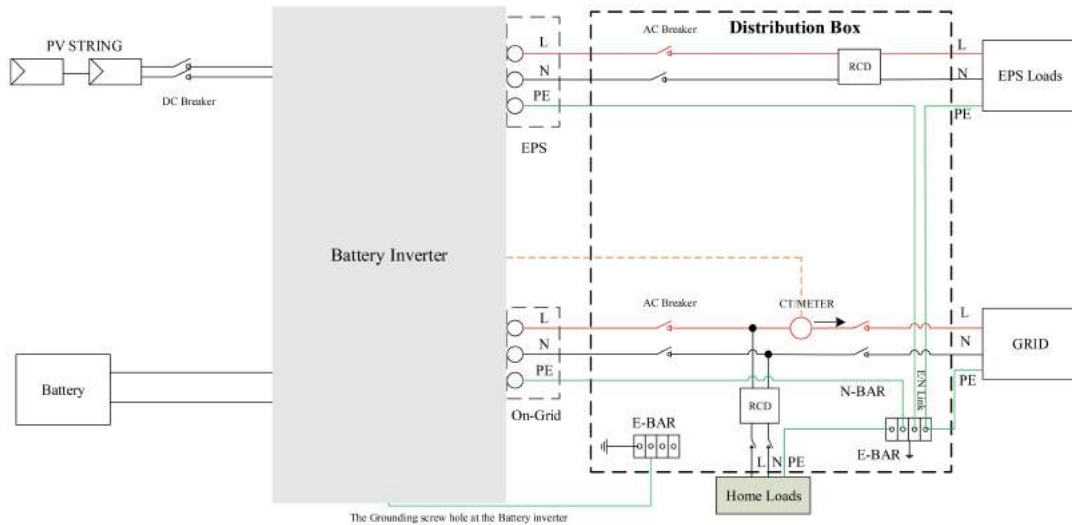 Distribution Box
PV STRING
DC Breaker
AC Breaker
L
N
PE
EPS
RCD
L
N
PE
EPS Loads
Battery Inverter
Battery
AC Breaker
CT/METER
L
N
PE
On-Grid
L
N
PE
GRID
N-BAR
E/N Link
RCD
E-BAR
E-BAR
L N PE
Home Loads
The Grounding screw hole at the Battery inverter